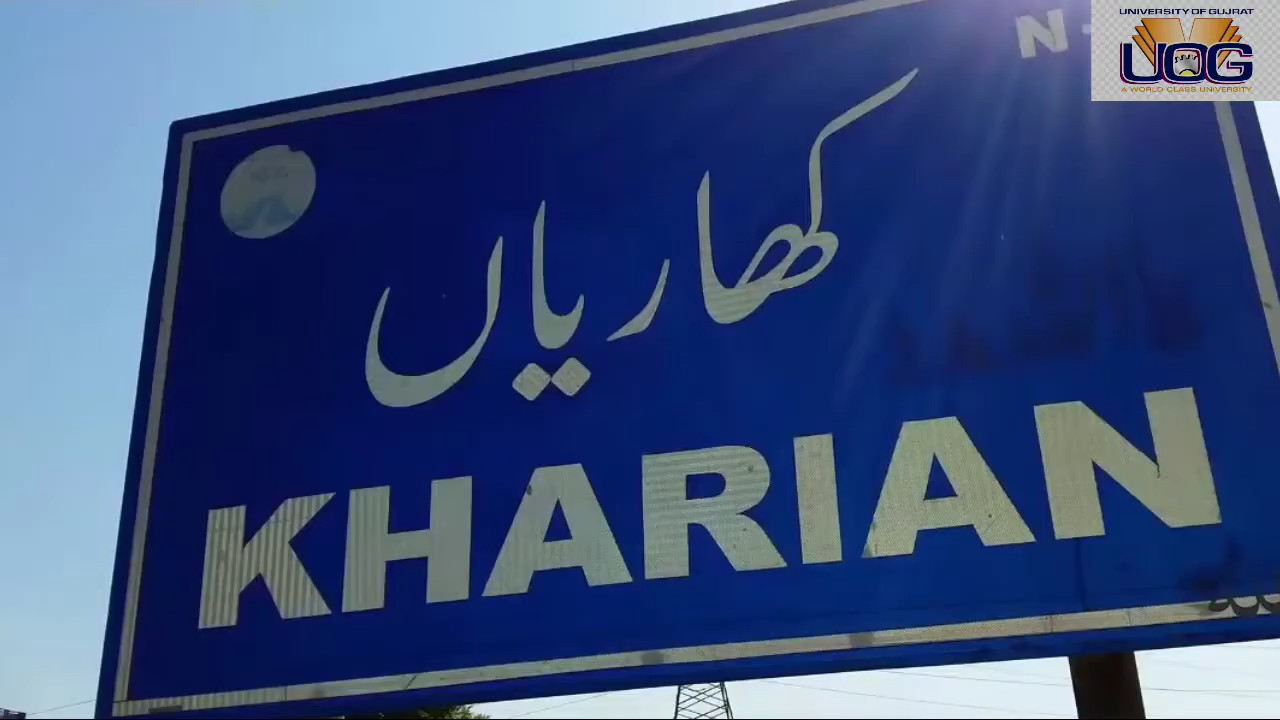 N-
UNIVERSITY OF GUJRAT
UOG
A WORLD CLASS UNIVERSITY
کھاریاں
KHARIAN